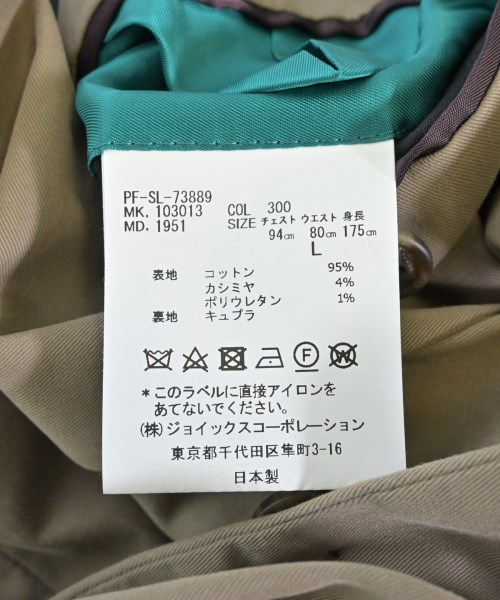 PF-SL-73889
MK. 103013 COL 300
MD. 1951 SIZE チェスト ウエスト 身長
94cm 80cm 175cm
L
表地 コットン 95%
カシミヤ 4%
ポリウレタン 1%
裏地 キュプラ
F W
*このラベルに直接アイロンを
あてないでください。
(株)ジョイックスコーポレーション
東京都千代田区隼町3-16
日本製